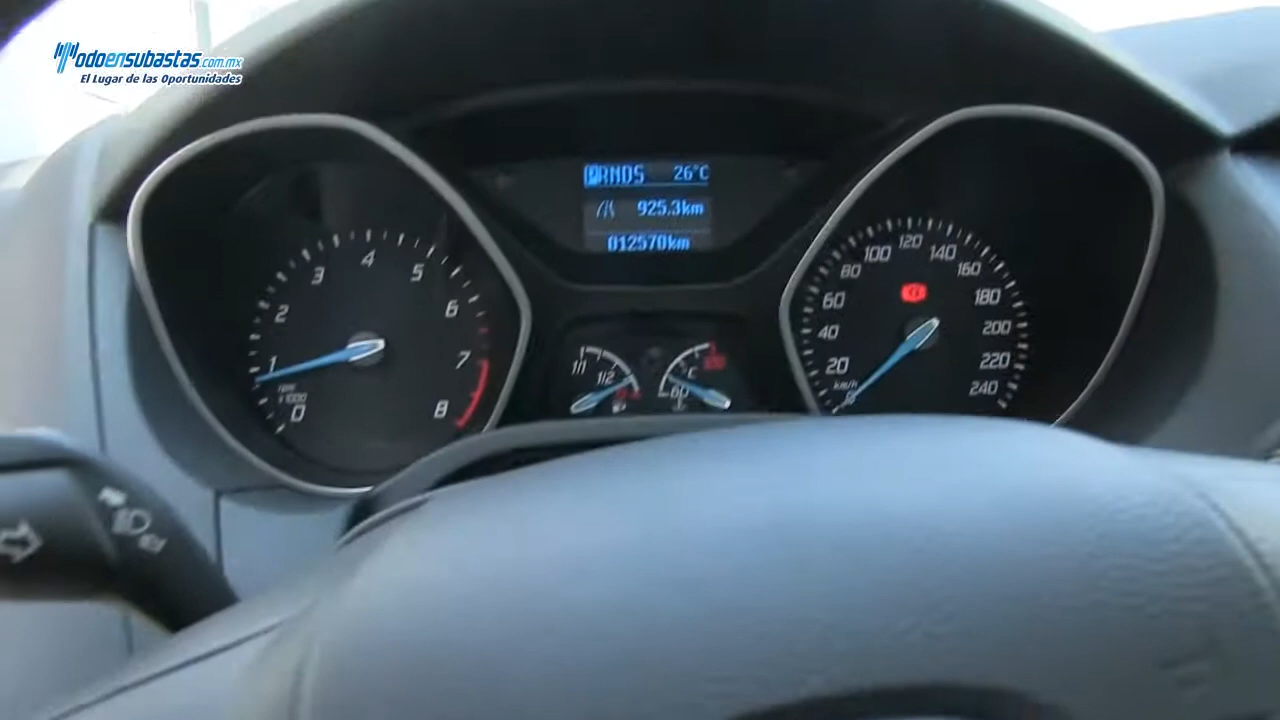 Todoensubastas.com.mx
El Lugar de las Oportunidades
PRNDS 26°C
925.3km
012570km
0 1 2 3 4 5 6 7 8
x1000
1/1 1/2
60 C
0 20 40 60 80 100 120 140 160 180 200 220 240
km/h